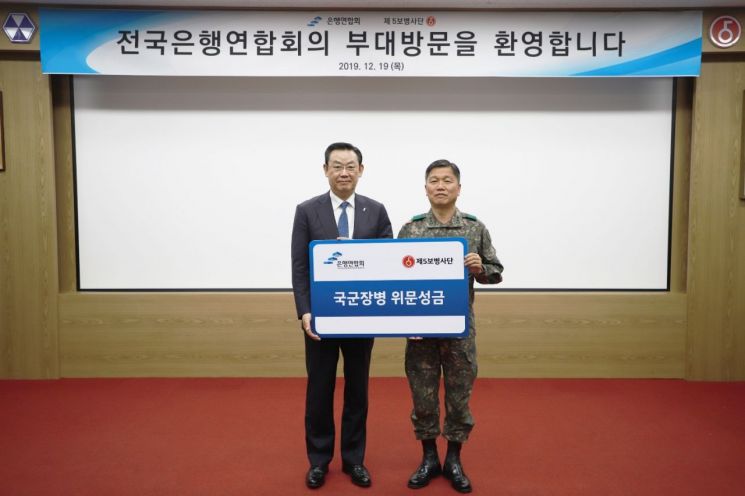 은행연합회 제5보병사단
전국은행연합회의 부대방문을 환영합니다
2019. 12. 19 (목)
은행연합회 제5보병사단
국군장병 위문성금